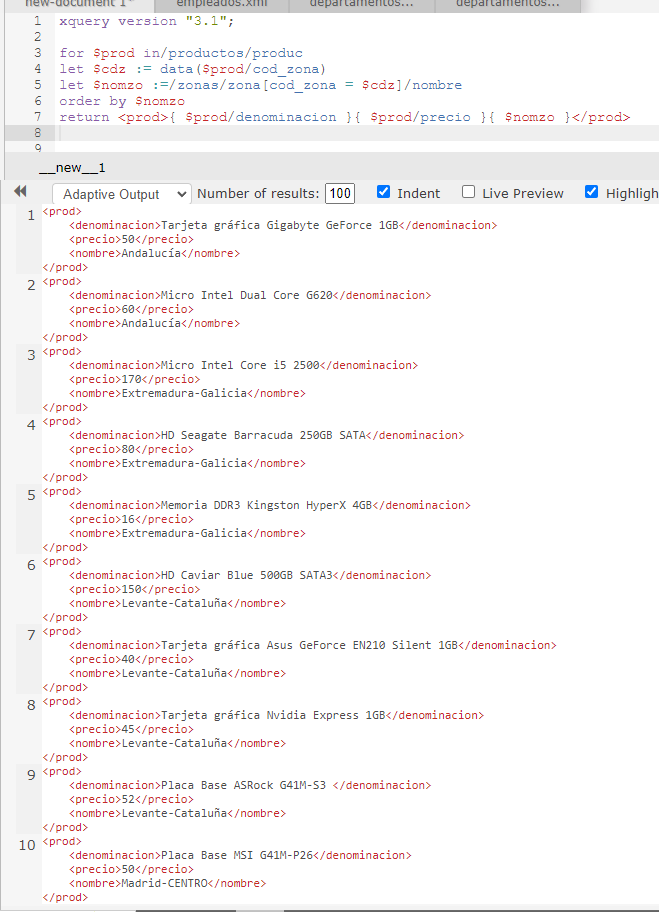 new-document 1*
empleados.xml
departamentos...
departamentos...
1 xquery version "3.1";
2
3 for $prod in/productos/produc
4 let $cdz := data($prod/cod_zona)
5 let $nomzo :=/zonas/zona[cod_zona = $cdz]/nombre
6 order by $nomzo
7 return <prod>{ $prod/denominacion }{ $prod/precio }{ $nomzo }</prod>
8
9
__new__1
Adaptive Output Number of results: 100 Indent Live Preview Highligh
1 <prod>
<denominacion>Tarjeta gráfica Gigabyte GeForce 1GB</denominacion>
<precio>50</precio>
<nombre>Andalucía</nombre>
</prod>
2 <prod>
<denominacion>Micro Intel Dual Core G620</denominacion>
<precio>60</precio>
<nombre>Andalucía</nombre>
</prod>
3 <prod>
<denominacion>Micro Intel Core i5 2500</denominacion>
<precio>170</precio>
<nombre>Extremadura-Galicia</nombre>
</prod>
4 <prod>
<denominacion>HD Seagate Barracuda 250GB SATA</denominacion>
<precio>80</precio>
<nombre>Extremadura-Galicia</nombre>
</prod>
5 <prod>
<denominacion>Memoria DDR3 Kingston HyperX 4GB</denominacion>
<precio>16</precio>
<nombre>Extremadura-Galicia</nombre>
</prod>
6 <prod>
<denominacion>HD Caviar Blue 500GB SATA3</denominacion>
<precio>150</precio>
<nombre>Levante-Cataluña</nombre>
</prod>
7 <prod>
<denominacion>Tarjeta gráfica Asus GeForce EN210 Silent 1GB</denominacion>
<precio>40</precio>
<nombre>Levante-Cataluña</nombre>
</prod>
8 <prod>
<denominacion>Tarjeta gráfica Nvidia Express 1GB</denominacion>
<precio>45</precio>
<nombre>Levante-Cataluña</nombre>
</prod>
9 <prod>
<denominacion>Placa Base ASRock G41M-S3 </denominacion>
<precio>52</precio>
<nombre>Levante-Cataluña</nombre>
</prod>
10 <prod>
<denominacion>Placa Base MSI G41M-P26</denominacion>
<precio>50</precio>
<nombre>Madrid-CENTRO</nombre>
</prod>